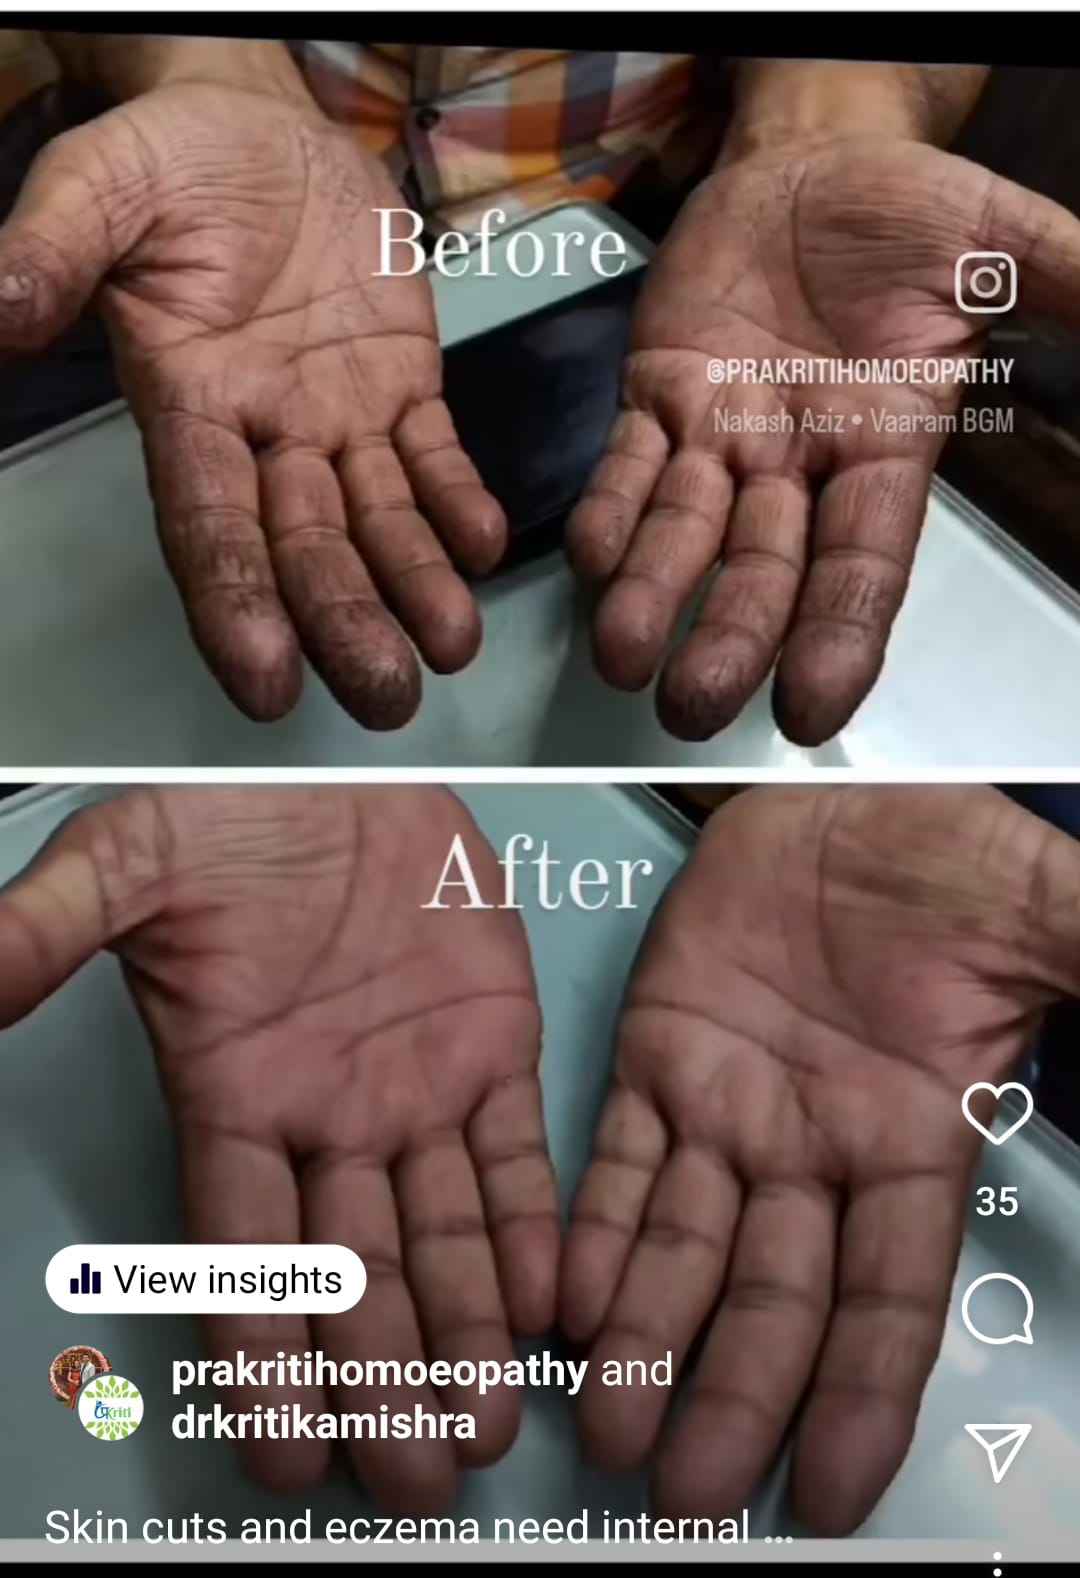 Before
@PRAKRITIHOMOEOPATHY
Nakash Aziz • Vaaram BGM
After
35
View insights
prakritihomoeopathy and
drkritikamishra
Skin cuts and eczema need internal ...